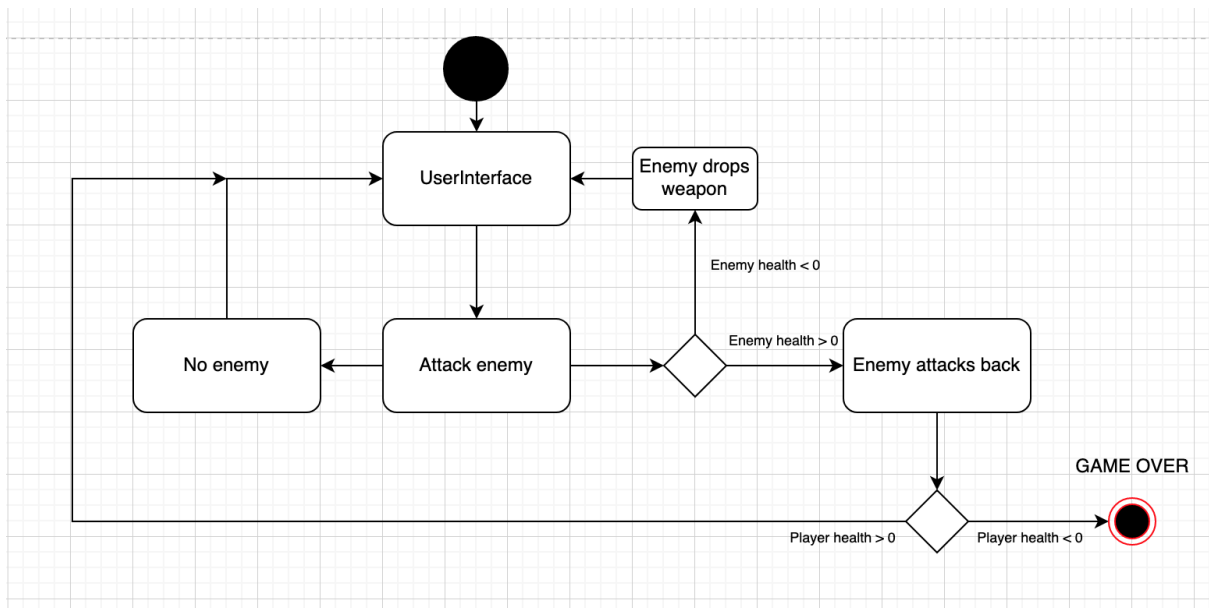 UserInterface
Enemy drops
weapon
Enemy health < 0
Enemy health > 0
No enemy
Attack enemy
Enemy attacks back
GAME OVER
Player health > 0
Player health < 0